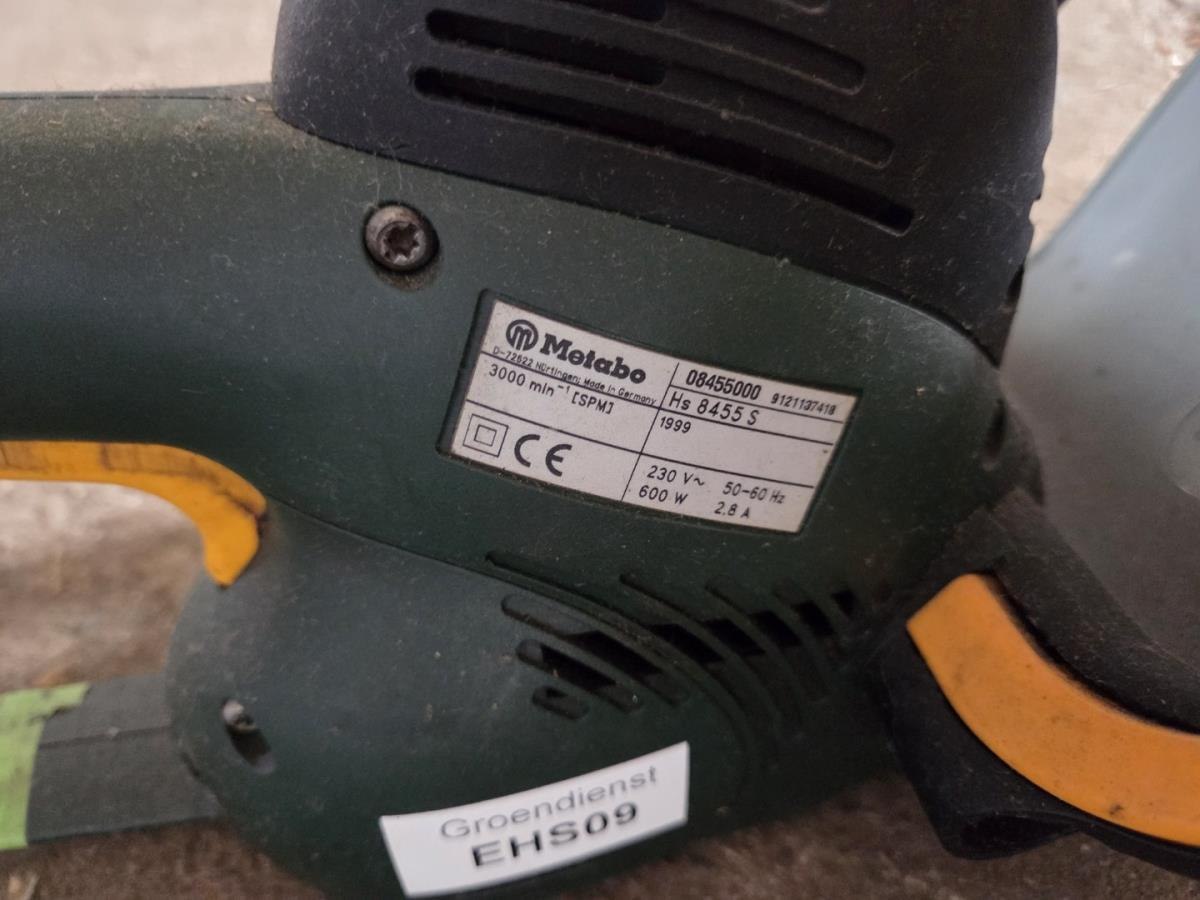 Metabo
D-72622 Nürtingen; Made in Germany
3000 min⁻¹ [SPM]
CE
08455000 9121137418
Hs 8455 S
1999
230 V~ 50-60 Hz
600 W 2.8 A
Groendienst
EHS09